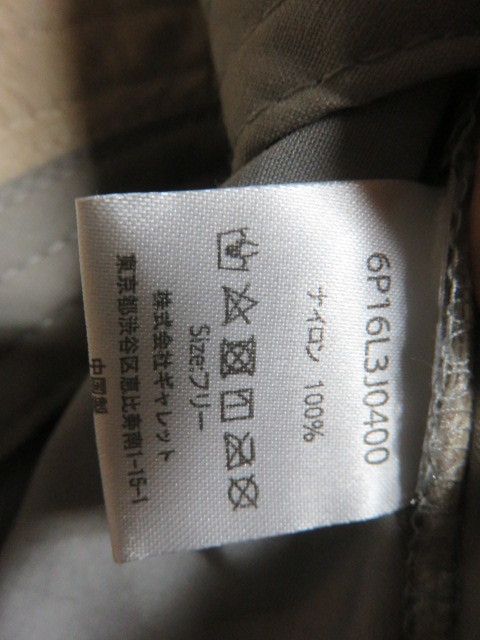 6P16L3J0400
ナイロン 100%
Size:フリー
株式会社ギャレット
東京都渋谷区恵比寿南1-15-1
中国製